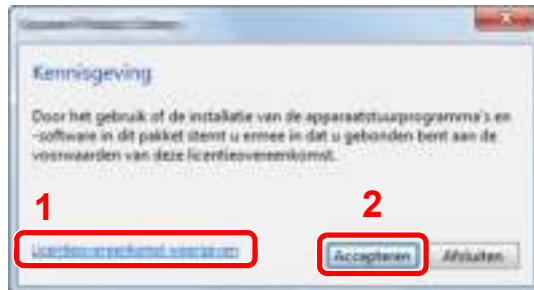 Kennisgeving
Door het gebruik of de installatie van de apparaatstuurprogramma's en
-software in dit pakket stemt u ermee in dat u gebonden bent aan de
voorwaarden van deze licentieovereenkomst.
1
2
Licentieovereenkomst weergeven
Accepteren
Afsluiten